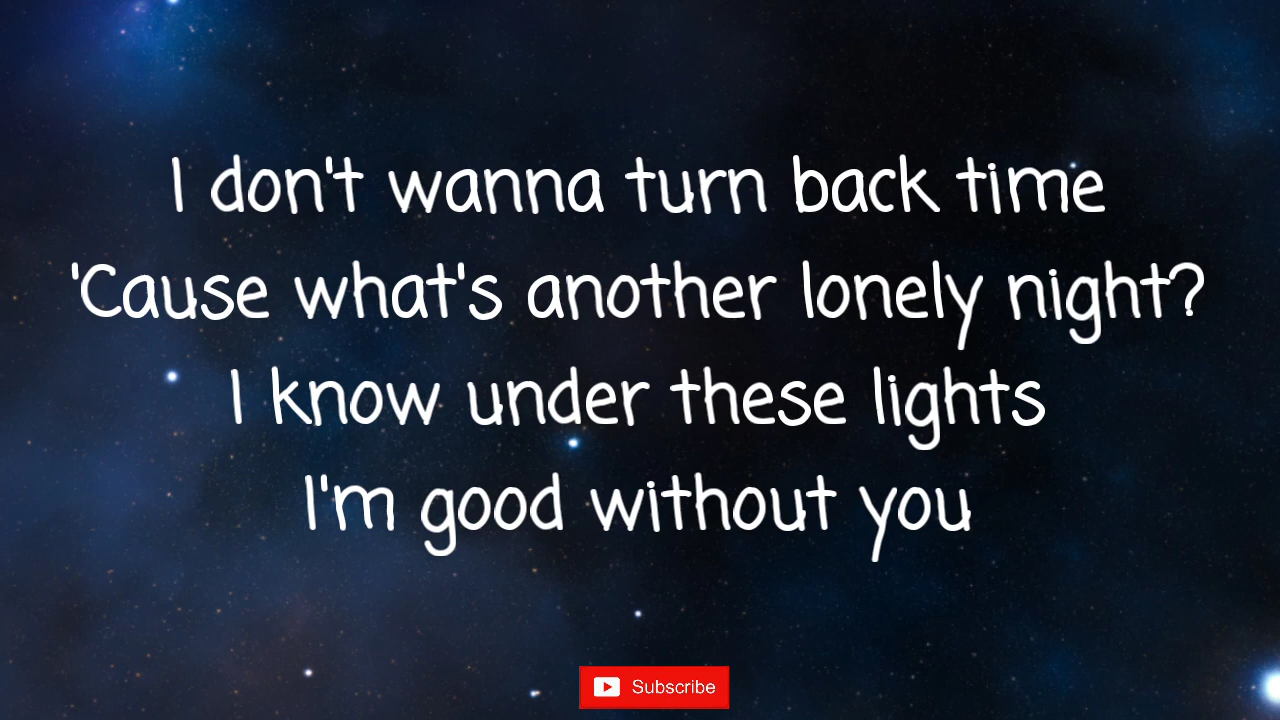 I don't wanna turn back time
'Cause what's another lonely night?
I know under these lights
I'm good without you
Subscribe